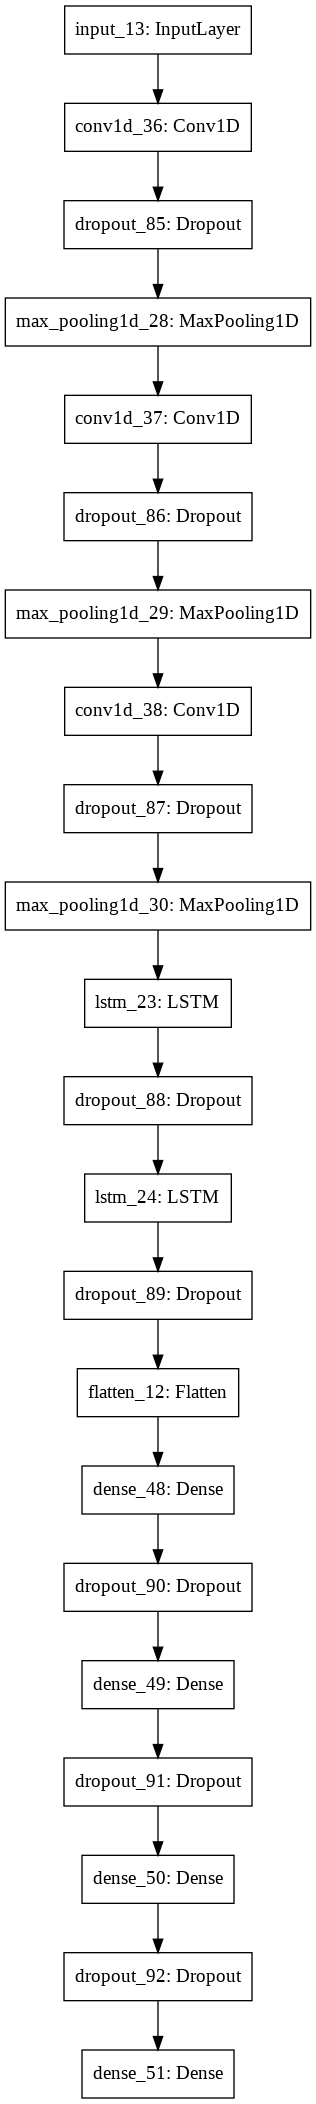 input_13: InputLayer
conv1d_36: Conv1D
dropout_85: Dropout
max_pooling1d_28: MaxPooling1D
conv1d_37: Conv1D
dropout_86: Dropout
max_pooling1d_29: MaxPooling1D
conv1d_38: Conv1D
dropout_87: Dropout
max_pooling1d_30: MaxPooling1D
lstm_23: LSTM
dropout_88: Dropout
lstm_24: LSTM
dropout_89: Dropout
flatten_12: Flatten
dense_48: Dense
dropout_90: Dropout
dense_49: Dense
dropout_91: Dropout
dense_50: Dense
dropout_92: Dropout
dense_51: Dense